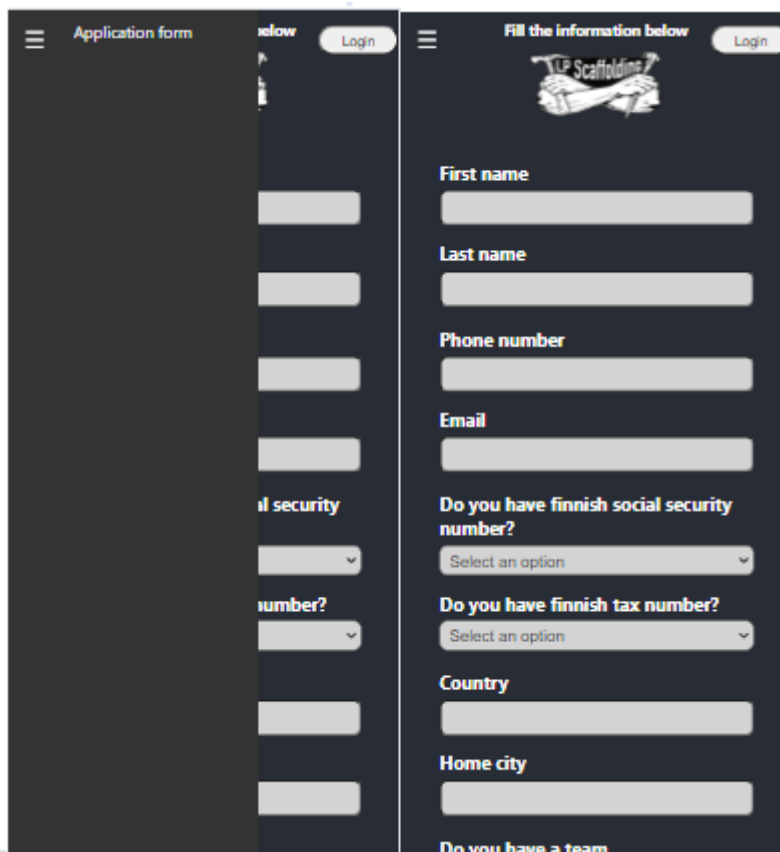 ☰ Application form
elow
Login
al security
number?
☰ Fill the information below
Login
LP Scaffolding
First name
Last name
Phone number
Email
Do you have finnish social security
number?
Select an option
Do you have finnish tax number?
Select an option
Country
Home city
Do you have a team